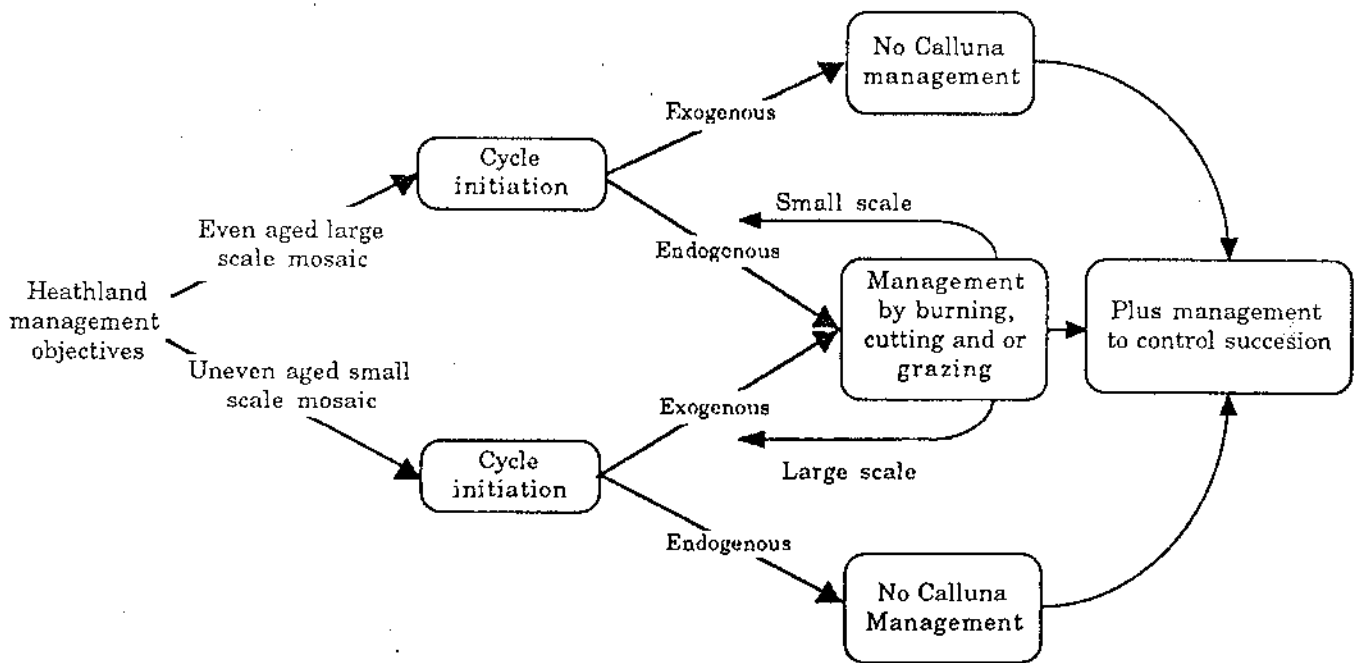 Heathland
management
objectives
Even aged large
scale mosaic
Uneven aged small
scale mosaic
Cycle
initiation
Cycle
initiation
Exogenous
Endogenous
Exogenous
Endogenous
No Calluna
management
Small scale
Management
by burning,
cutting and or
grazing
Large scale
No Calluna
Management
Plus management
to control succesion